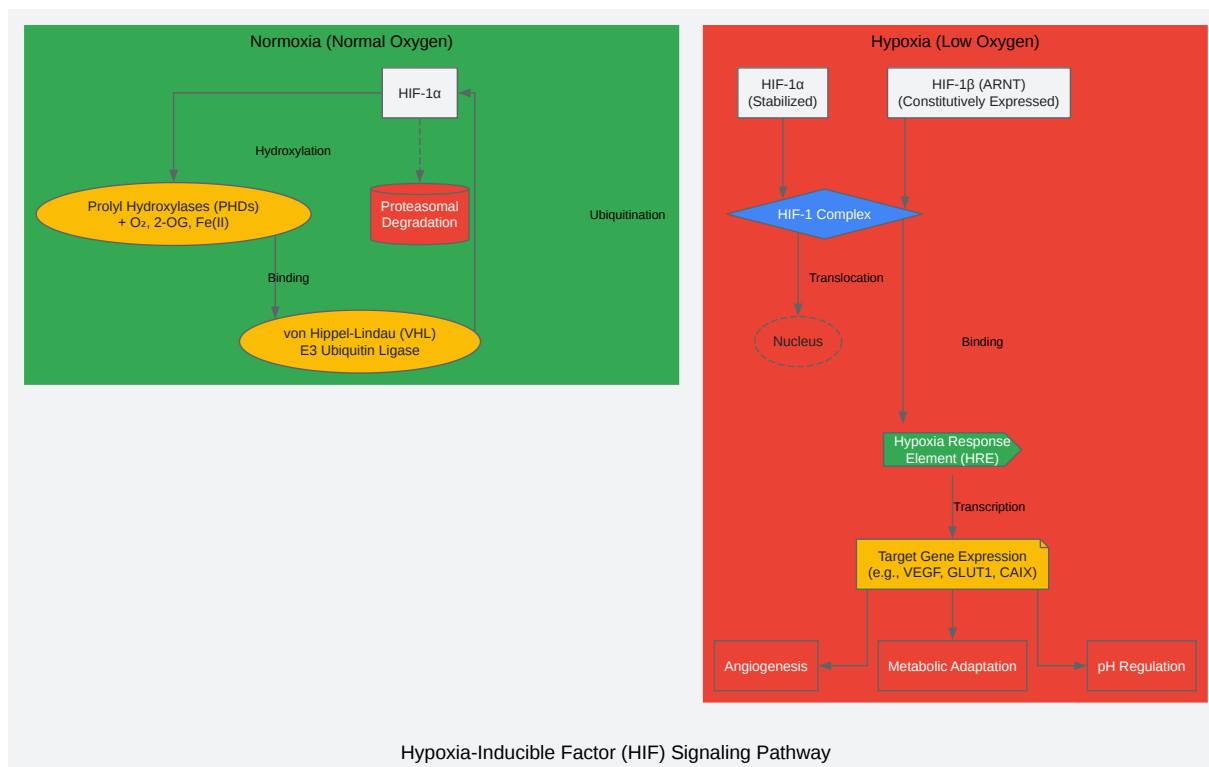 Normoxia (Normal Oxygen)
HIF-1α
Hydroxylation
Prolyl Hydroxylases (PHDs)
+ O₂, 2-OG, Fe(II)
Proteasomal
Degradation
Ubiquitination
Binding
von Hippel-Lindau (VHL)
E3 Ubiquitin Ligase
Hypoxia (Low Oxygen)
HIF-1α
(Stabilized)
HIF-1β (ARNT)
(Constitutively Expressed)
HIF-1 Complex
Translocation
Nucleus
Binding
Hypoxia Response
Element (HRE)
Transcription
Target Gene Expression
(e.g., VEGF, GLUT1, CAIX)
Angiogenesis
Metabolic Adaptation
pH Regulation
Hypoxia-Inducible Factor (HIF) Signaling Pathway